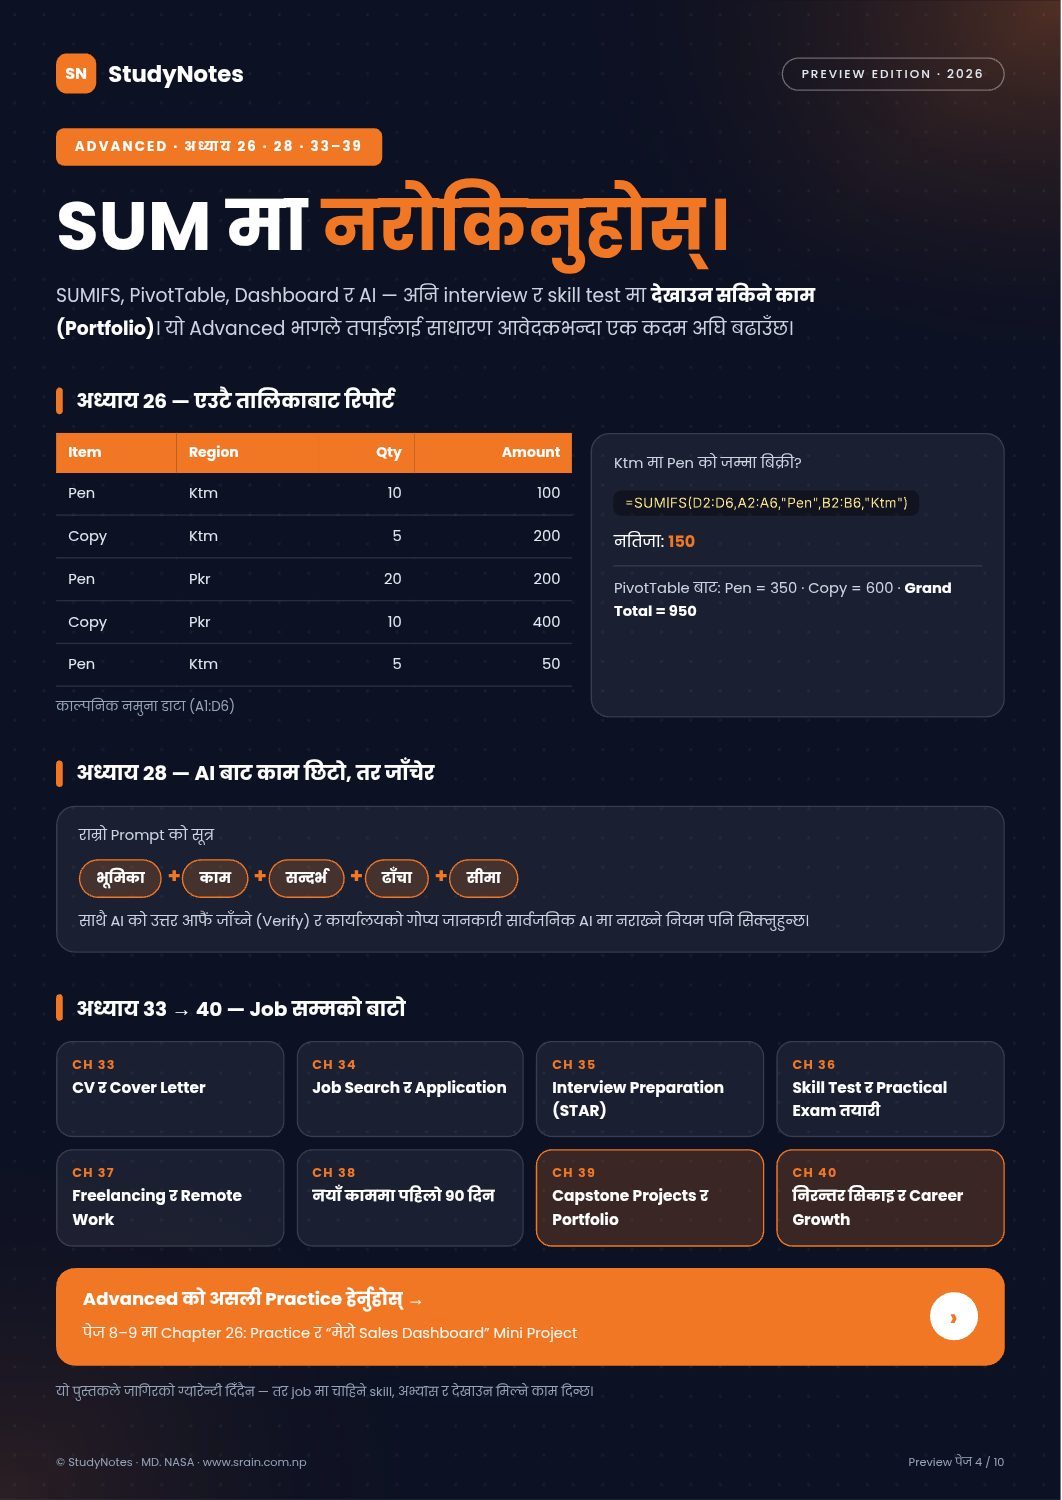 SN StudyNotes
PREVIEW EDITION · 2026
ADVANCED · अध्याय 26 · 28 · 33–39
SUM मा नरोकिनुहोस्।
SUMIFS, PivotTable, Dashboard र AI — अनि interview र skill test मा देखाउन सकिने काम
(Portfolio)। यो Advanced भागले तपाईंलाई साधारण आवेदकभन्दा एक कदम अघि बढाउँछ।
अध्याय 26 — एउटै तालिकाबाट रिपोर्ट
Item Region Qty Amount
Pen Ktm 10 100
Copy Ktm 5 200
Pen Pkr 20 200
Copy Pkr 10 400
Pen Ktm 5 50
काल्पनिक नमुना डाटा (A1:D6)
Ktm मा Pen को जम्मा बिक्री?
=SUMIFS(D2:D6,A2:A6,"Pen",B2:B6,"Ktm")
नतिजा: 150
PivotTable बाट: Pen = 350 · Copy = 600 · Grand
Total = 950
अध्याय 28 — AI बाट काम छिटो, तर जाँचेर
राम्रो Prompt को सूत्र
भूमिका + काम + सन्दर्भ + ढाँचा + सीमा
साथै AI को उत्तर आफैं जाँच्ने (Verify) र कार्यालयको गोप्य जानकारी सार्वजनिक AI मा नराख्ने नियम पनि सिक्नुहुन्छ।
अध्याय 33 → 40 — Job सम्मको बाटो
CH 33
CV र Cover Letter
CH 34
Job Search र Application
CH 35
Interview Preparation
(STAR)
CH 36
Skill Test र Practical
Exam तयारी
CH 37
Freelancing र Remote
Work
CH 38
नयाँ काममा पहिलो 90 दिन
CH 39
Capstone Projects र
Portfolio
CH 40
निरन्तर सिकाइ र Career
Growth
Advanced को असली Practice हेर्नुहोस् →
पेज 8–9 मा Chapter 26: Practice र “मेरो Sales Dashboard” Mini Project
›
यो पुस्तकले जागिरको ग्यारेन्टी दिँदैन — तर job मा चाहिने skill, अभ्यास र देखाउन मिल्ने काम दिन्छ।
© StudyNotes · MD. NASA · www.srain.com.np
Preview पेज 4 / 10